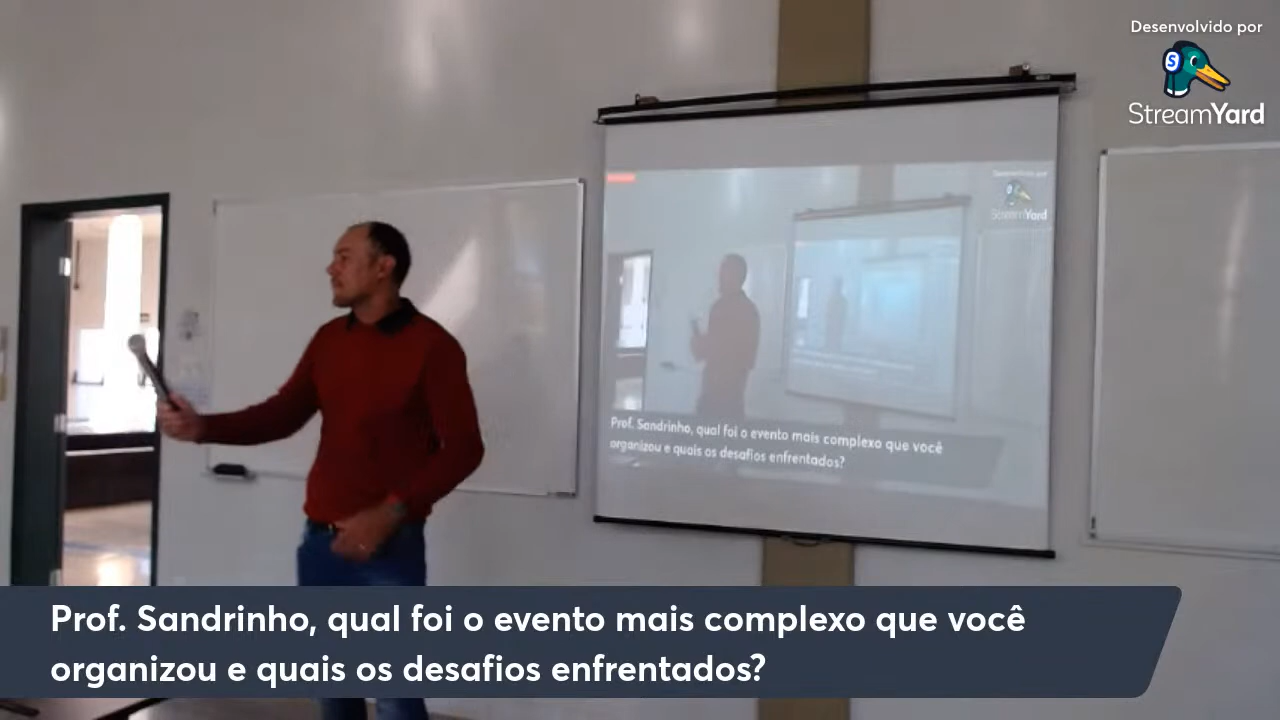 Desenvolvido por
StreamYard
StreamYard
Prof. Sandrinho, qual foi o evento mais complexo que você
organizou e quais os desafios enfrentados?
Prof. Sandrinho, qual foi o evento mais complexo que você
organizou e quais os desafios enfrentados?